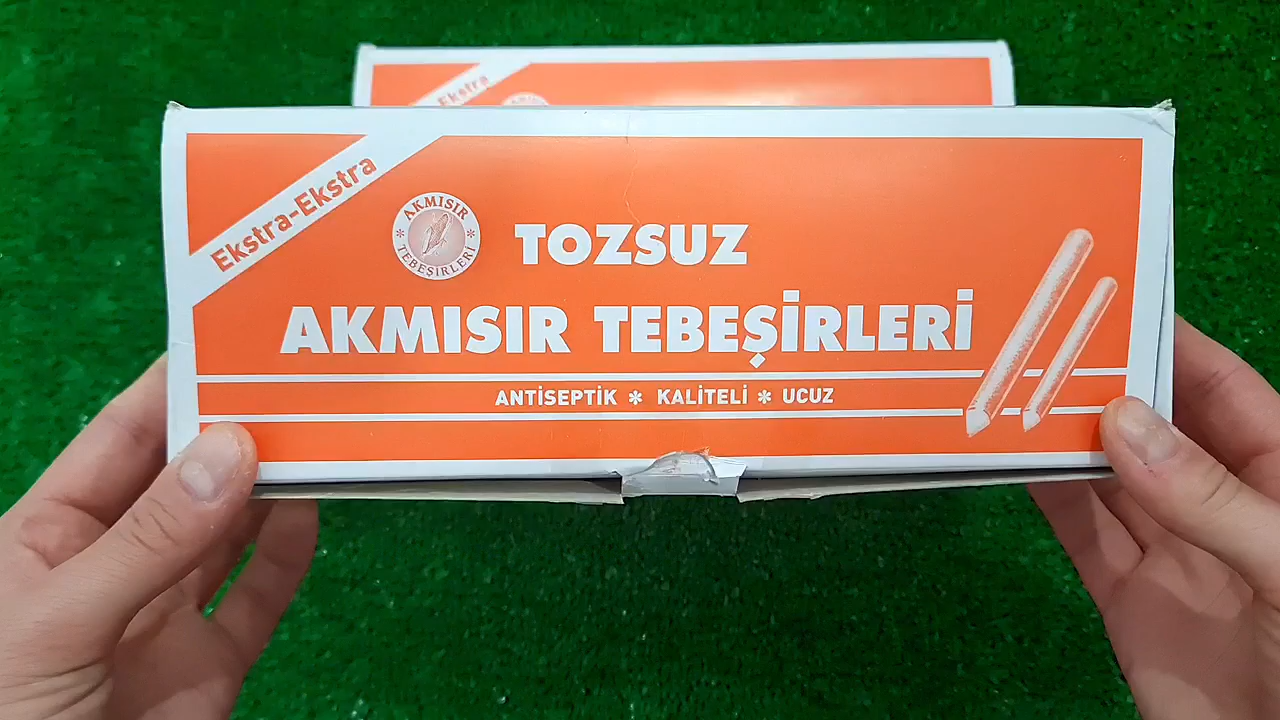 Ekstra
Ekstra-Ekstra
AKMISIR
TEBEŞİRLERİ
TOZSUZ
AKMISIR TEBEŞİRLERİ
ANTİSEPTİK * KALİTELİ * UCUZ